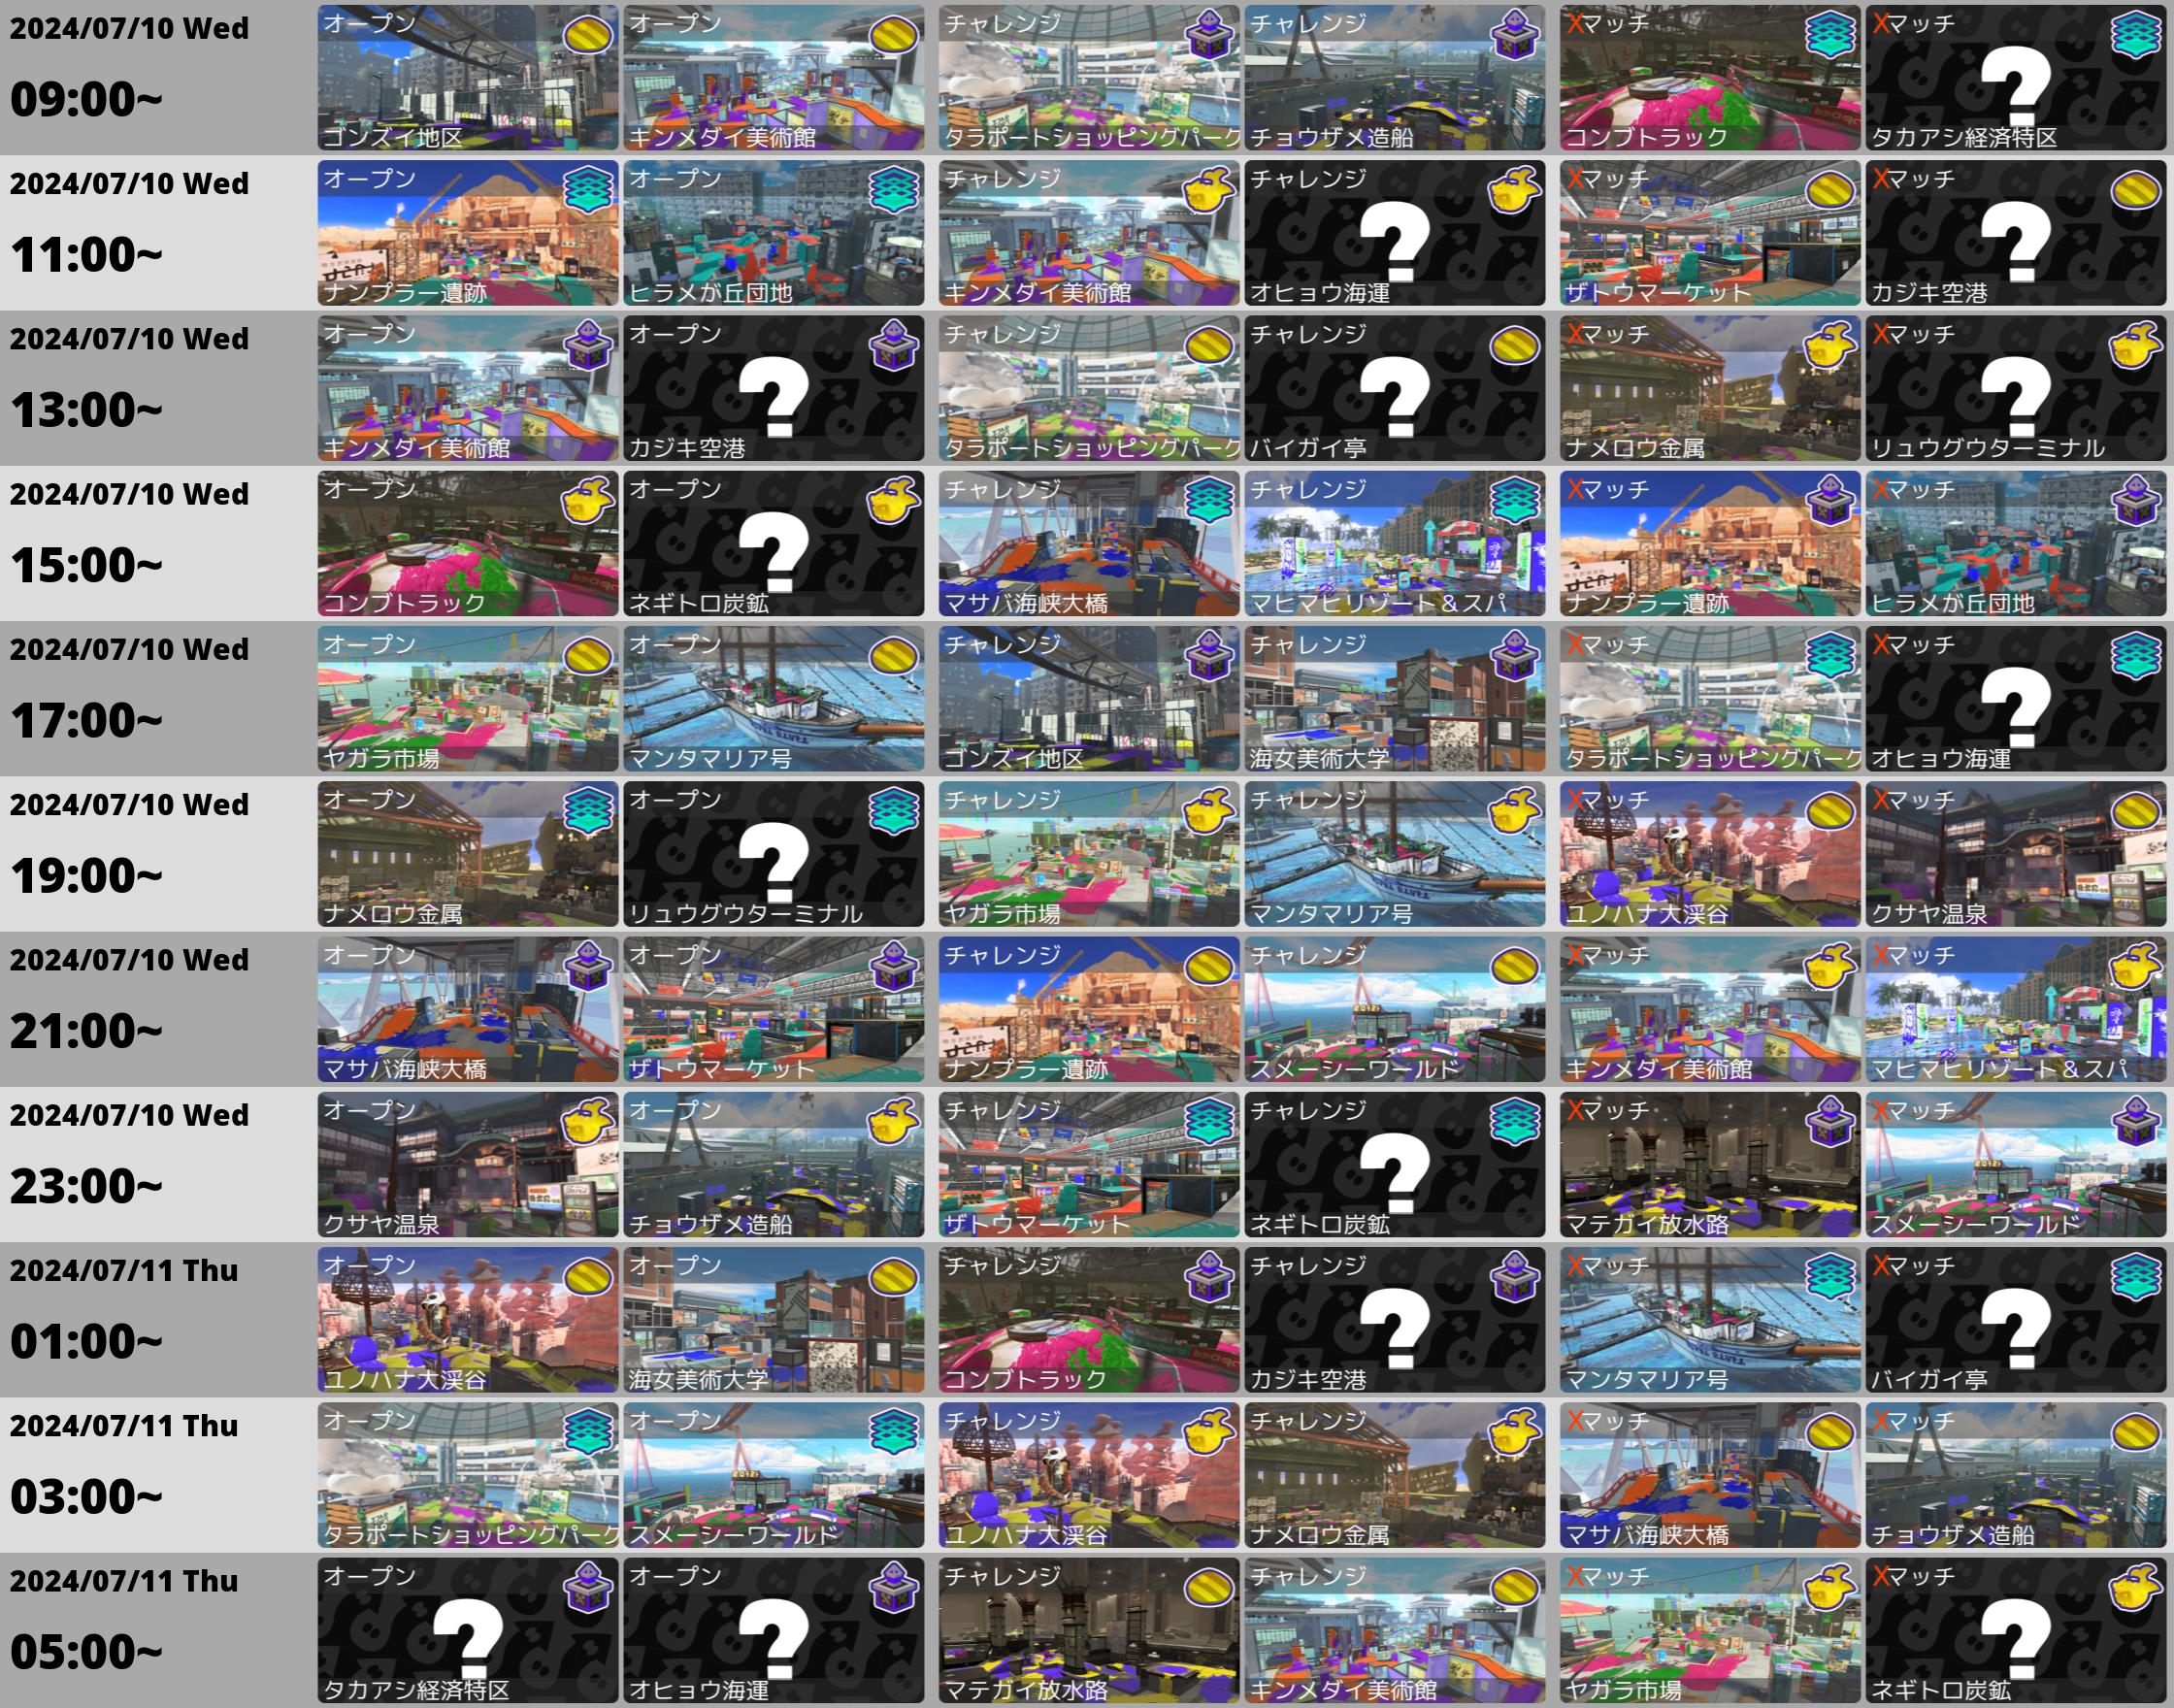 2024/07/10 Wed
09:00~
オープン
ゴンズイ地区
オープン
キンメダイ美術館
チャレンジ
タラポートショッピングパーク
チャレンジ
チョウザメ造船
Xマッチ
コンブトラック
Xマッチ
?
タカアシ経済特区
2024/07/10 Wed
11:00~
オープン
ナンプラー遺跡
オープン
ヒラメが丘団地
チャレンジ
キンメダイ美術館
チャレンジ
?
オヒョウ海運
Xマッチ
ザトウマーケット
Xマッチ
?
カジキ空港
2024/07/10 Wed
13:00~
オープン
キンメダイ美術館
オープン
?
カジキ空港
チャレンジ
タラポートショッピングパーク
チャレンジ
?
バイガイ亭
Xマッチ
ナメロウ金属
Xマッチ
?
リュウグウターミナル
2024/07/10 Wed
15:00~
オープン
コンブトラック
オープン
?
ネギトロ炭鉱
チャレンジ
マサバ海峡大橋
チャレンジ
マヒマヒリゾート＆スパ
Xマッチ
ナンプラー遺跡
Xマッチ
ヒラメが丘団地
2024/07/10 Wed
17:00~
オープン
ヤガラ市場
オープン
マンタマリア号
チャレンジ
ゴンズイ地区
チャレンジ
海女美術大学
Xマッチ
タラポートショッピングパーク
Xマッチ
?
オヒョウ海運
2024/07/10 Wed
19:00~
オープン
ナメロウ金属
オープン
?
リュウグウターミナル
チャレンジ
ヤガラ市場
チャレンジ
マンタマリア号
Xマッチ
ユノハナ大渓谷
Xマッチ
クサヤ温泉
2024/07/10 Wed
21:00~
オープン
マサバ海峡大橋
オープン
ザトウマーケット
チャレンジ
ナンプラー遺跡
チャレンジ
スメーシーワールド
Xマッチ
キンメダイ美術館
Xマッチ
マヒマヒリゾート＆スパ
2024/07/10 Wed
23:00~
オープン
クサヤ温泉
オープン
チョウザメ造船
チャレンジ
ザトウマーケット
チャレンジ
?
ネギトロ炭鉱
Xマッチ
マテガイ放水路
Xマッチ
スメーシーワールド
2024/07/11 Thu
01:00~
オープン
ユノハナ大渓谷
オープン
海女美術大学
チャレンジ
コンブトラック
チャレンジ
?
カジキ空港
Xマッチ
マンタマリア号
Xマッチ
?
バイガイ亭
2024/07/11 Thu
03:00~
オープン
タラポートショッピングパーク
オープン
スメーシーワールド
チャレンジ
ユノハナ大渓谷
チャレンジ
ナメロウ金属
Xマッチ
マサバ海峡大橋
Xマッチ
チョウザメ造船
2024/07/11 Thu
05:00~
オープン
?
タカアシ経済特区
オープン
?
オヒョウ海運
チャレンジ
マテガイ放水路
チャレンジ
キンメダイ美術館
Xマッチ
ヤガラ市場
Xマッチ
?
ネギトロ炭鉱